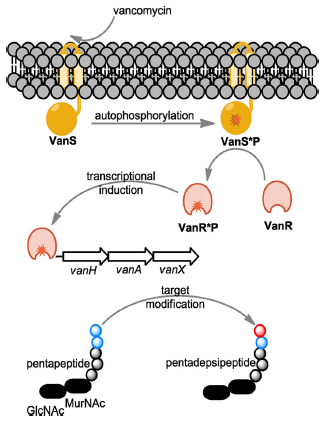 vancomycin
autophosphorylation
VanS
VanS*P
transcriptional
induction
VanR*P
VanR
vanH
vanA
vanX
target
modification
pentapeptide
pentadepsipeptide
MurNAc
GlcNAc